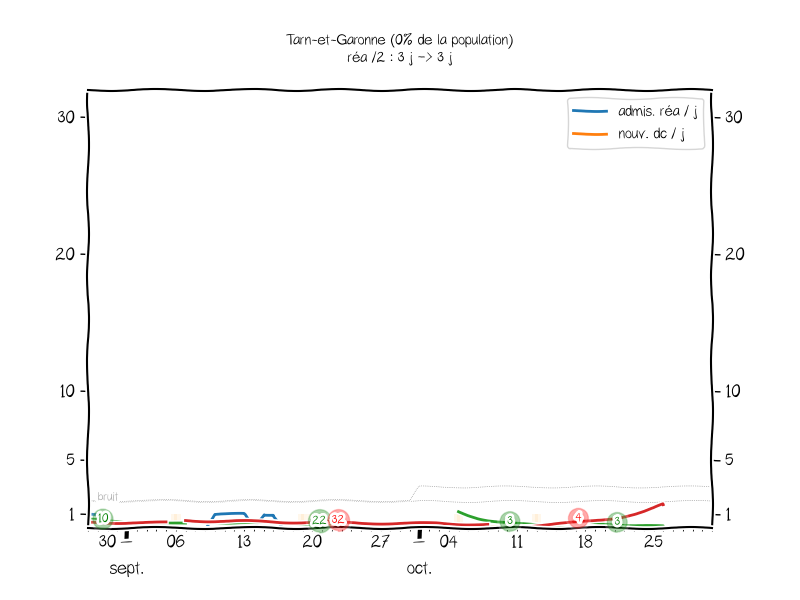 Tarn-et-Garonne (0% de la population)
réa /2 : 3 j -> 3 j
admis. réa / j
nouv. dc / j
30 30
20 20
10 10
5 5
bruit
1 1
10 22 32 3 4 3
30 06 13 20 27 04 11 18 25
sept. oct.